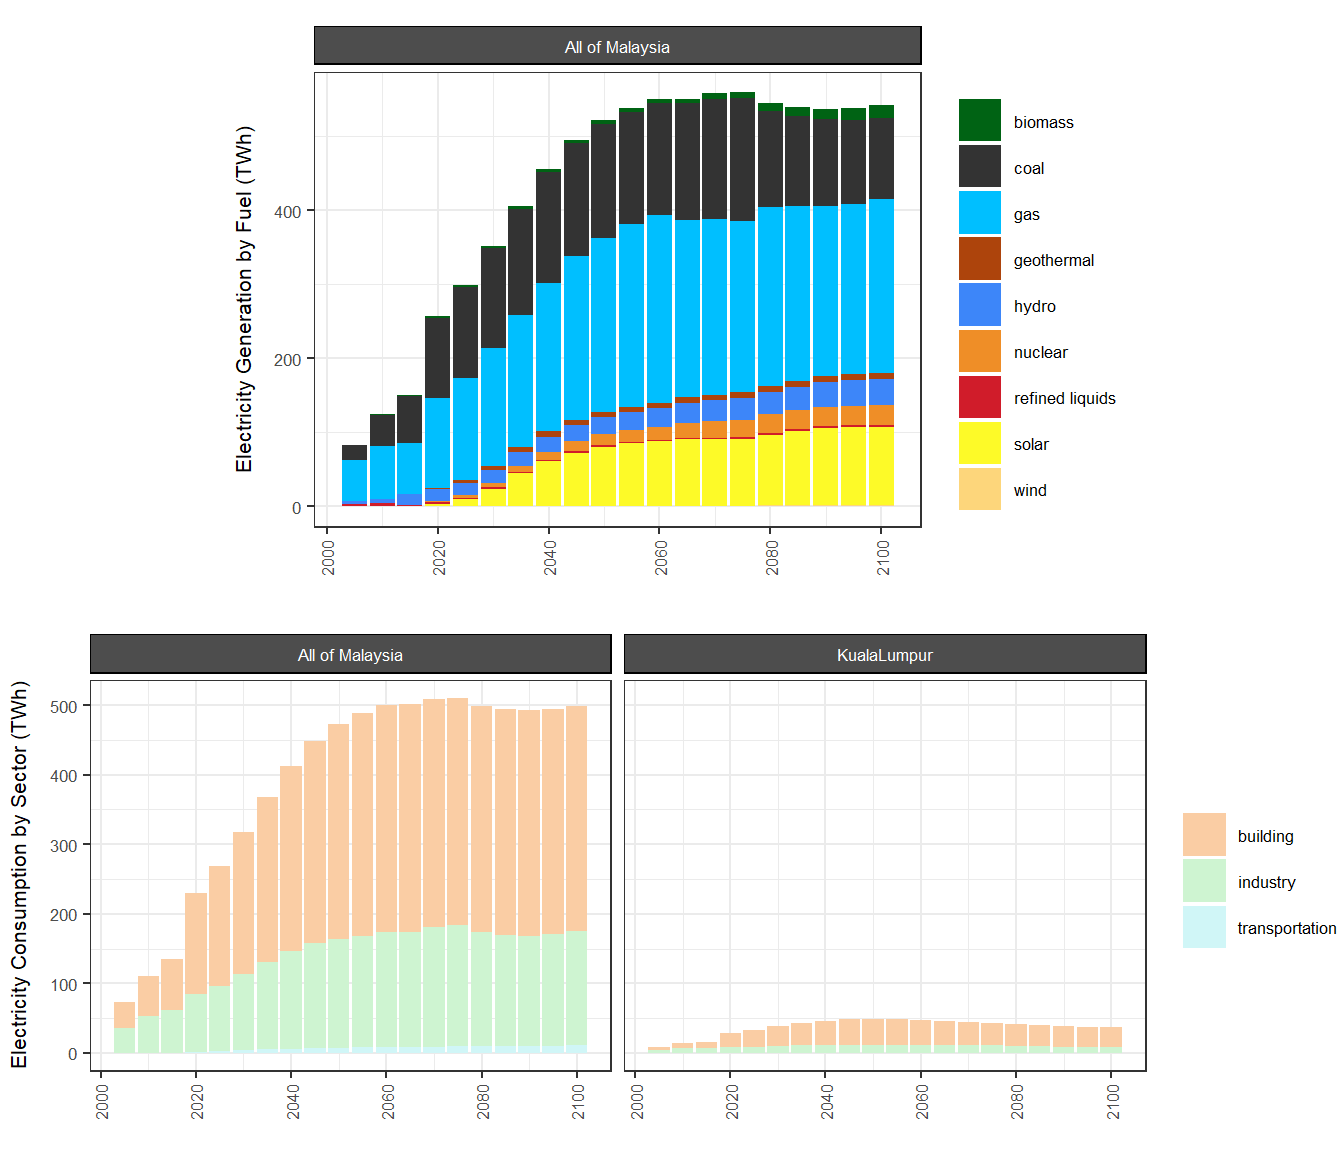 All of Malaysia
Electricity Generation by Fuel (TWh)
400
200
0
2000
2020
2040
2060
2080
2100
biomass
coal
gas
geothermal
hydro
nuclear
refined liquids
solar
wind
All of Malaysia
KualaLumpur
Electricity Consumption by Sector (TWh)
500
400
300
200
100
0
2000
2020
2040
2060
2080
2100
2000
2020
2040
2060
2080
2100
building
industry
transportation